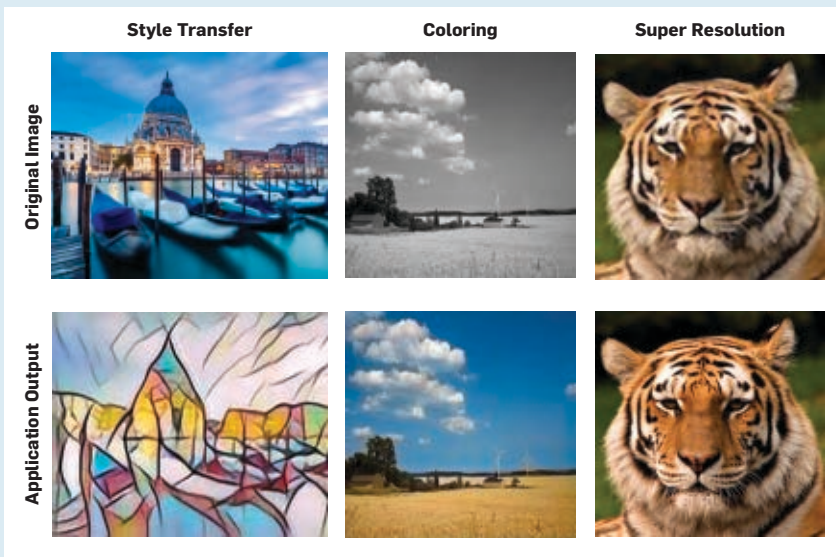 Style Transfer
Coloring
Super Resolution
Original Image
Application Output